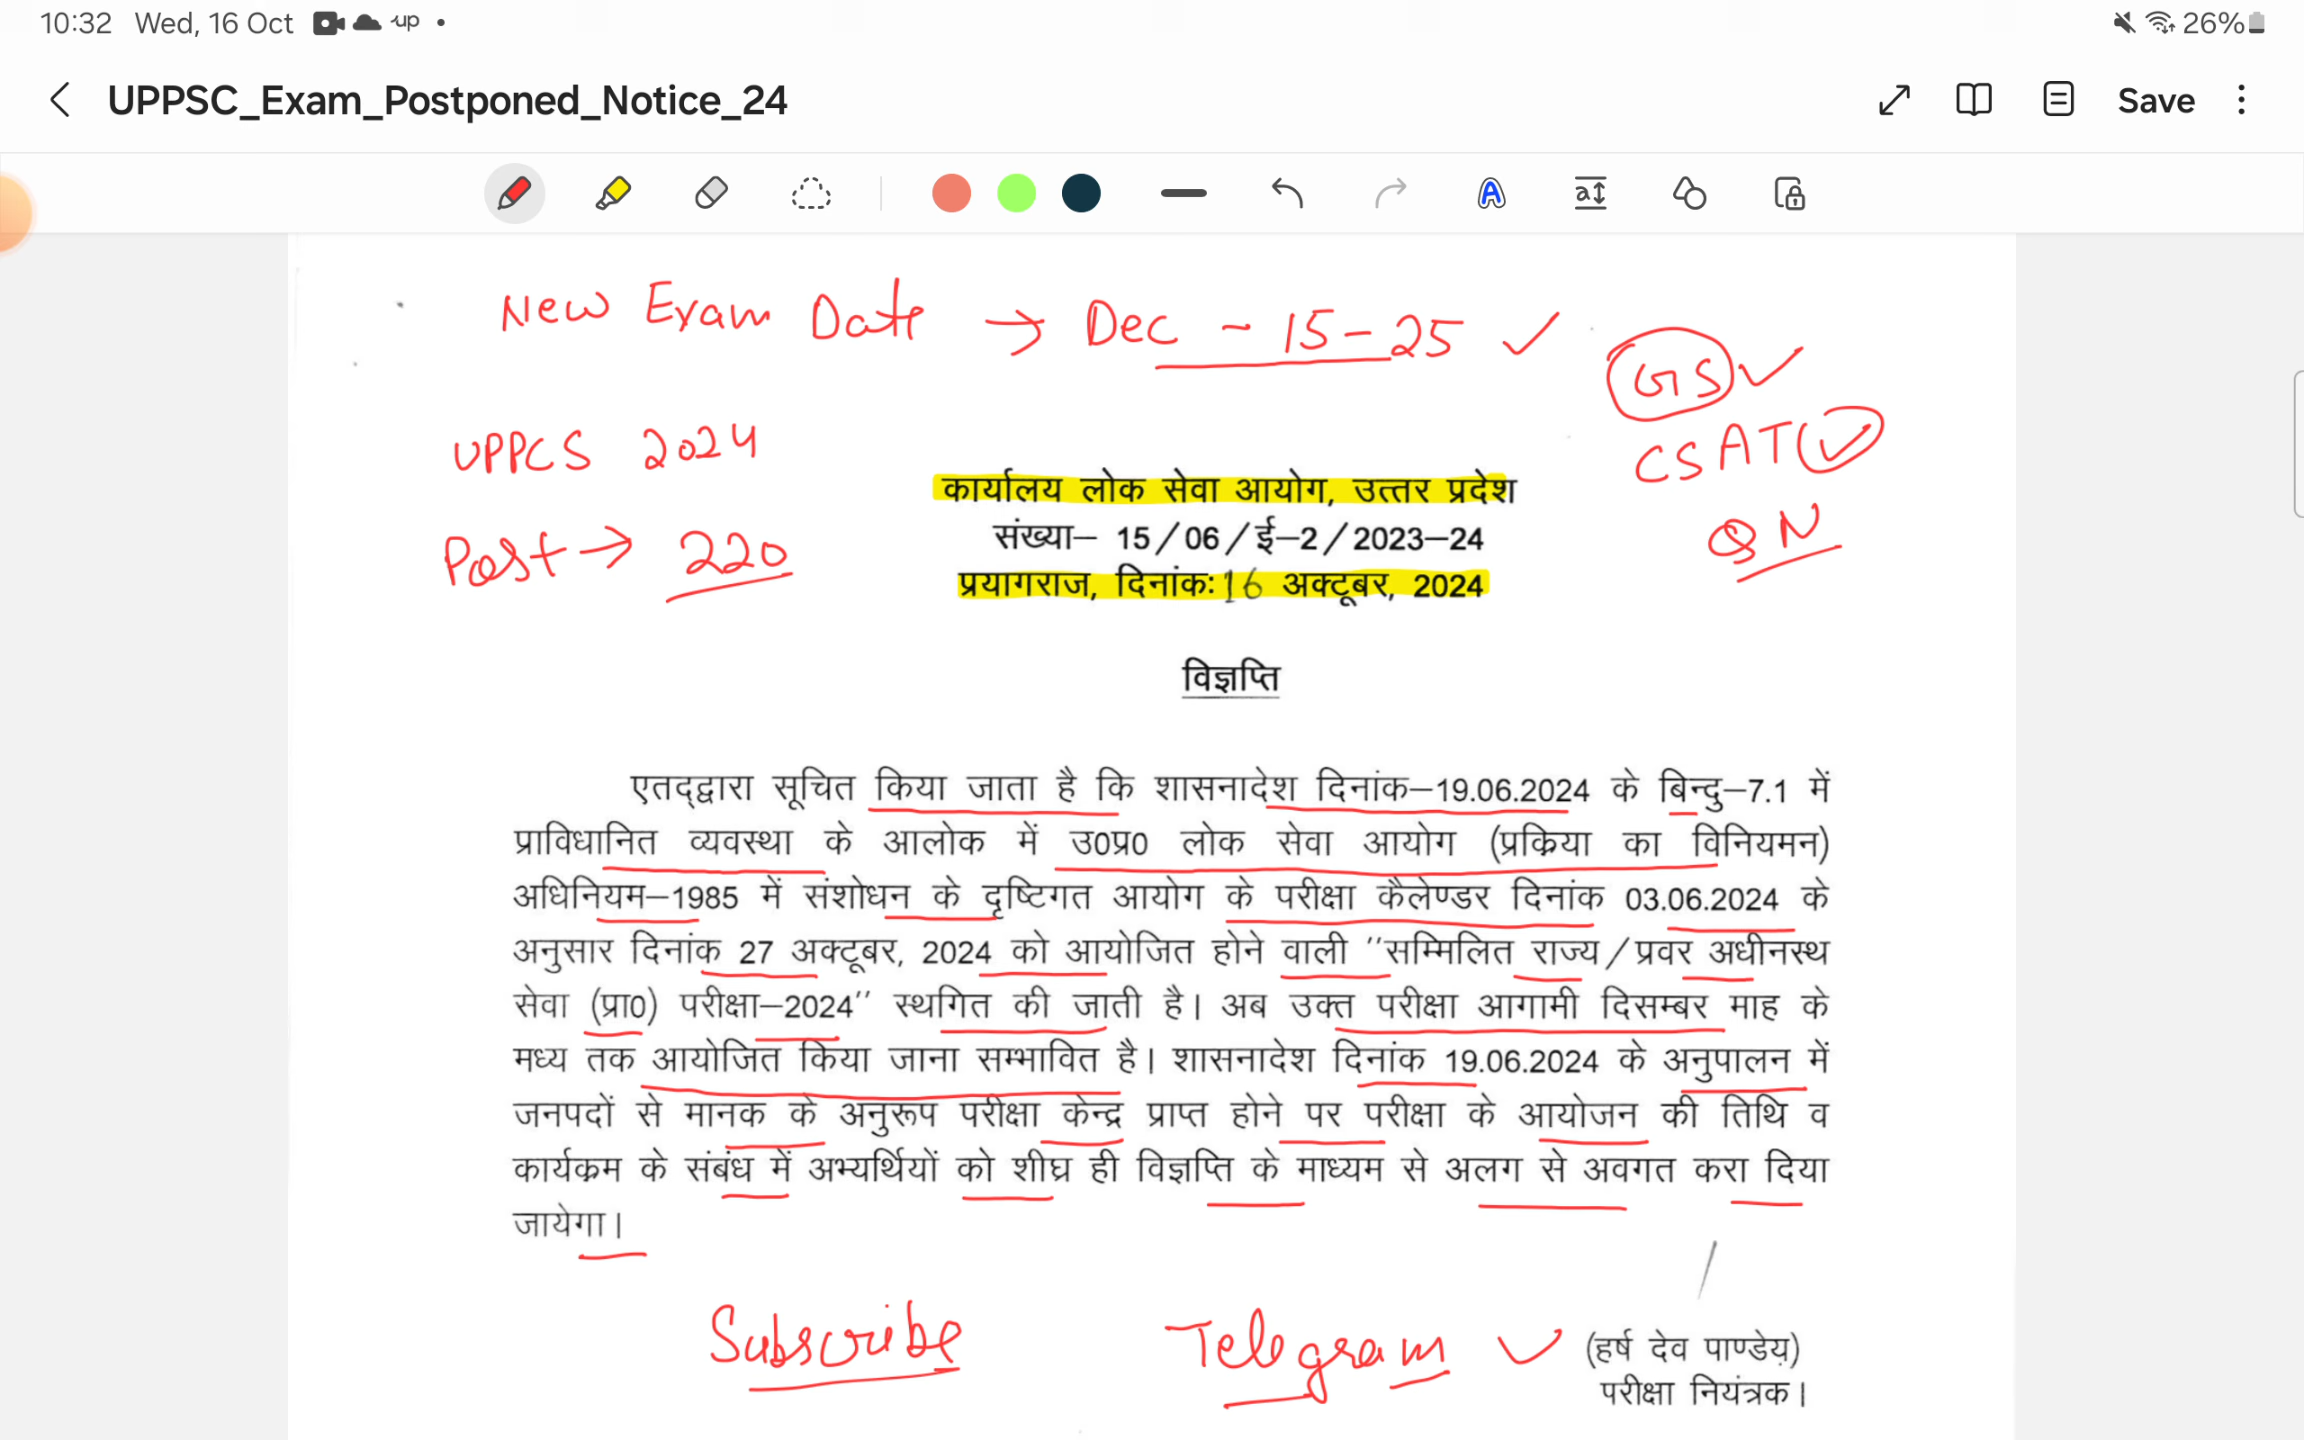 10:32 Wed, 16 Oct up 26%
UPPSC_Exam_Postponed_Notice_24 Save
New Exam Date → Dec - 15-25 ✓
GS ✓
UPPCS 2024
CSAT ✓
कार्यालय लोक सेवा आयोग, उत्तर प्रदेश
संख्या– 15/06/ई–2/2023–24
QN
Post → 220
प्रयागराज, दिनांक: 16 अक्टूबर, 2024
विज्ञप्ति
एतद्द्वारा सूचित किया जाता है कि शासनादेश दिनांक–19.06.2024 के बिन्दु–7.1 में
प्राविधानित व्यवस्था के आलोक में उ0प्र0 लोक सेवा आयोग (प्रक्रिया का विनियमन)
अधिनियम–1985 में संशोधन के दृष्टिगत आयोग के परीक्षा कैलेण्डर दिनांक 03.06.2024 के
अनुसार दिनांक 27 अक्टूबर, 2024 को आयोजित होने वाली "सम्मिलित राज्य/प्रवर अधीनस्थ
सेवा (प्रा0) परीक्षा–2024" स्थगित की जाती है। अब उक्त परीक्षा आगामी दिसम्बर माह के
मध्य तक आयोजित किया जाना सम्भावित है। शासनादेश दिनांक 19.06.2024 के अनुपालन में
जनपदों से मानक के अनुरूप परीक्षा केन्द्र प्राप्त होने पर परीक्षा के आयोजन की तिथि व
कार्यक्रम के संबंध में अभ्यर्थियों को शीघ्र ही विज्ञप्ति के माध्यम से अलग से अवगत करा दिया
जायेगा।
Subscribe Telegram ✓
(हर्ष देव पाण्डेय)
परीक्षा नियंत्रक।